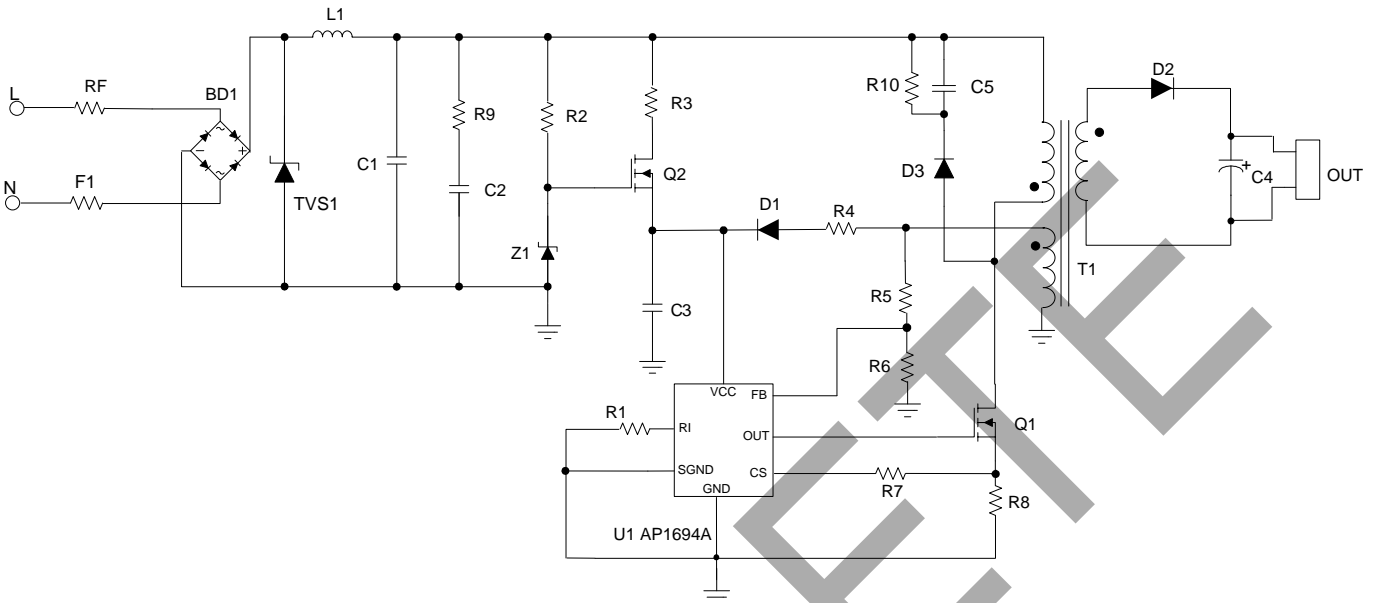 L1
L
RF
BD1
D2
R10
C5
R3
R9
R2
C1
Q2
OUT
C4
+
D3
N
F1
C2
TVS1
D1
R4
Z1
T1
R5
C3
R6
VCC
FB
R1
RI
OUT
Q1
SGND
CS
GND
R7
R8
U1 AP1694A
ETE